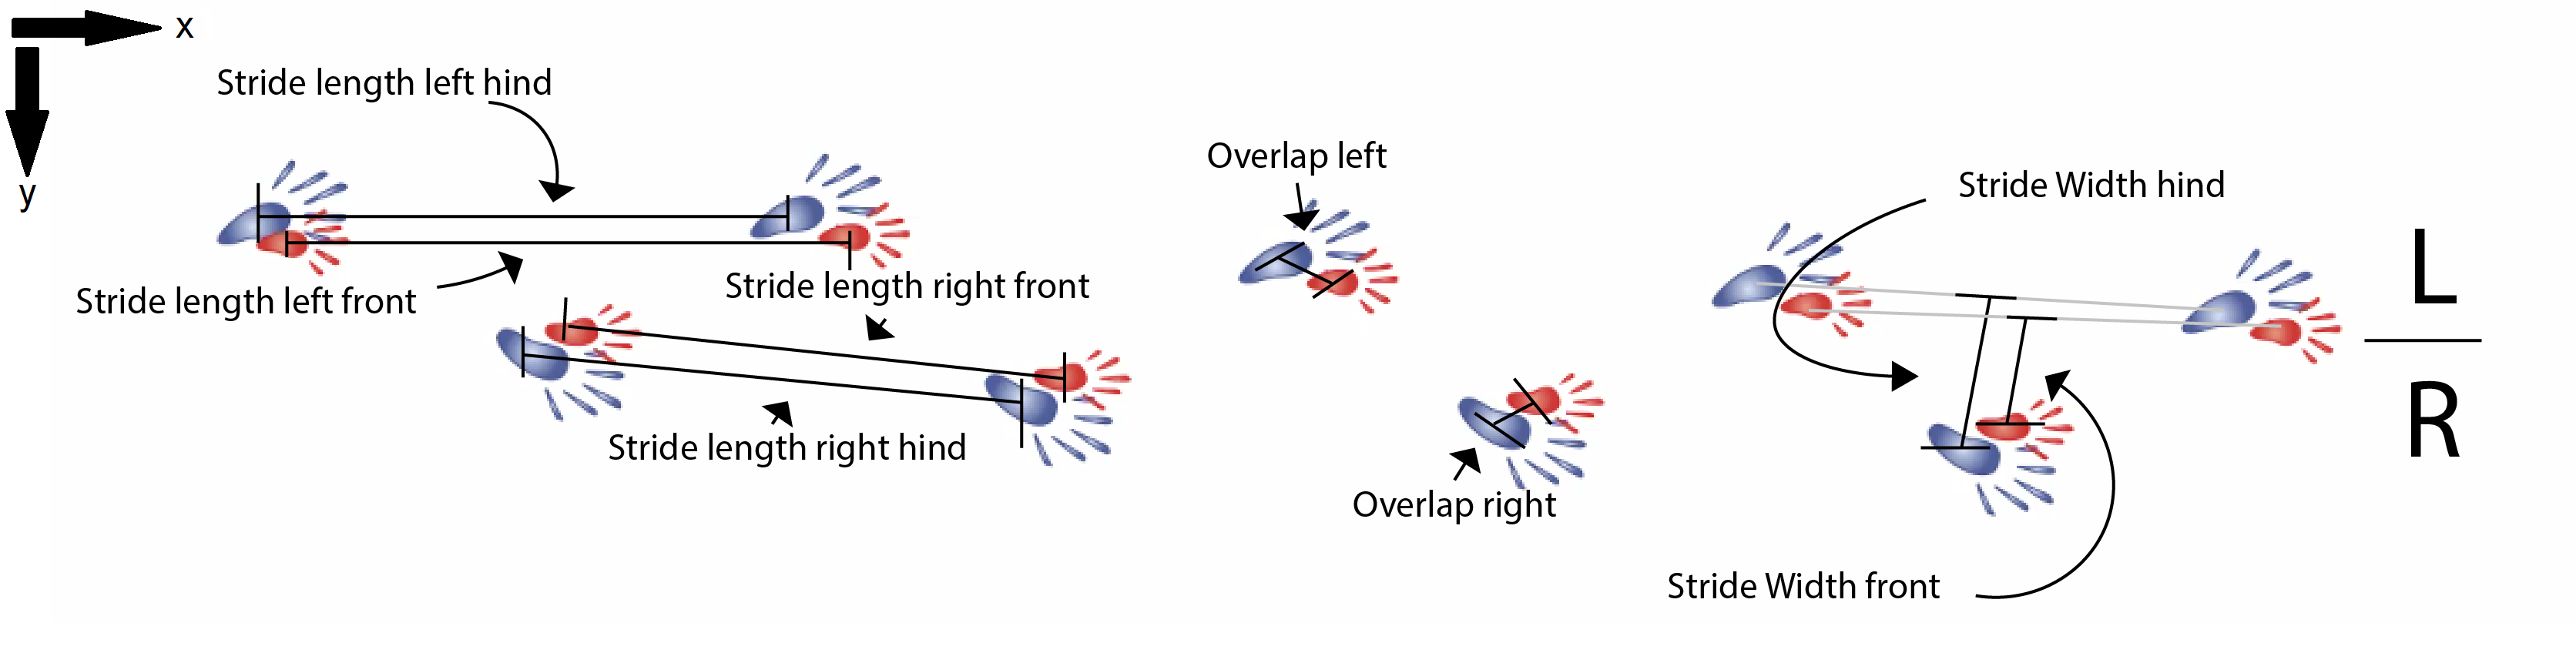 x
y
Stride length left hind
Stride length left front
Stride length right front
Stride length right hind
Overlap left
Overlap right
Stride Width hind
Stride Width front
L
R